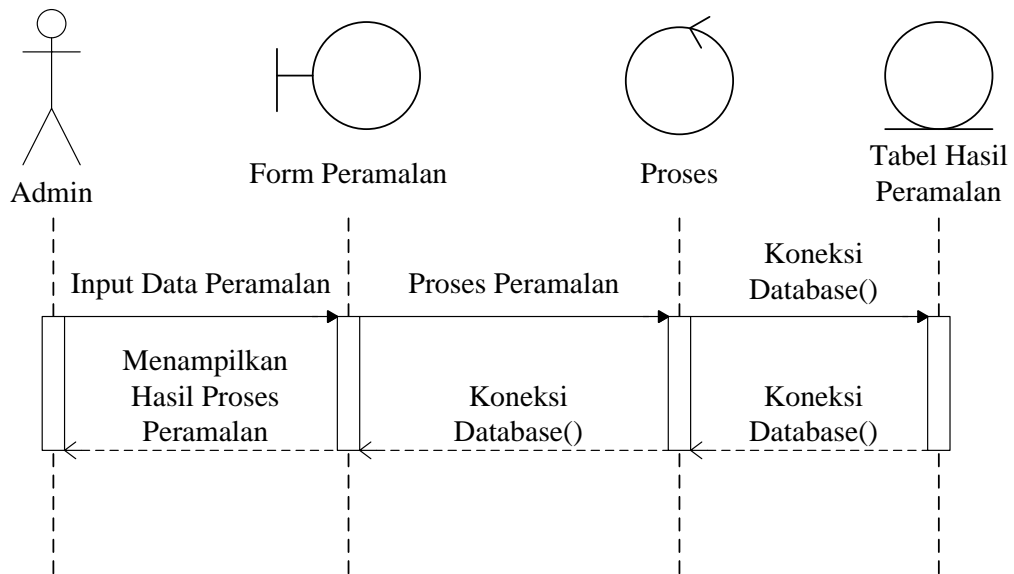 Admin
Form Peramalan
Proses
Tabel Hasil
Peramalan
Input Data Peramalan
Proses Peramalan
Koneksi
Database()
Menampilkan
Hasil Proses
Peramalan
Koneksi
Database()
Koneksi
Database()